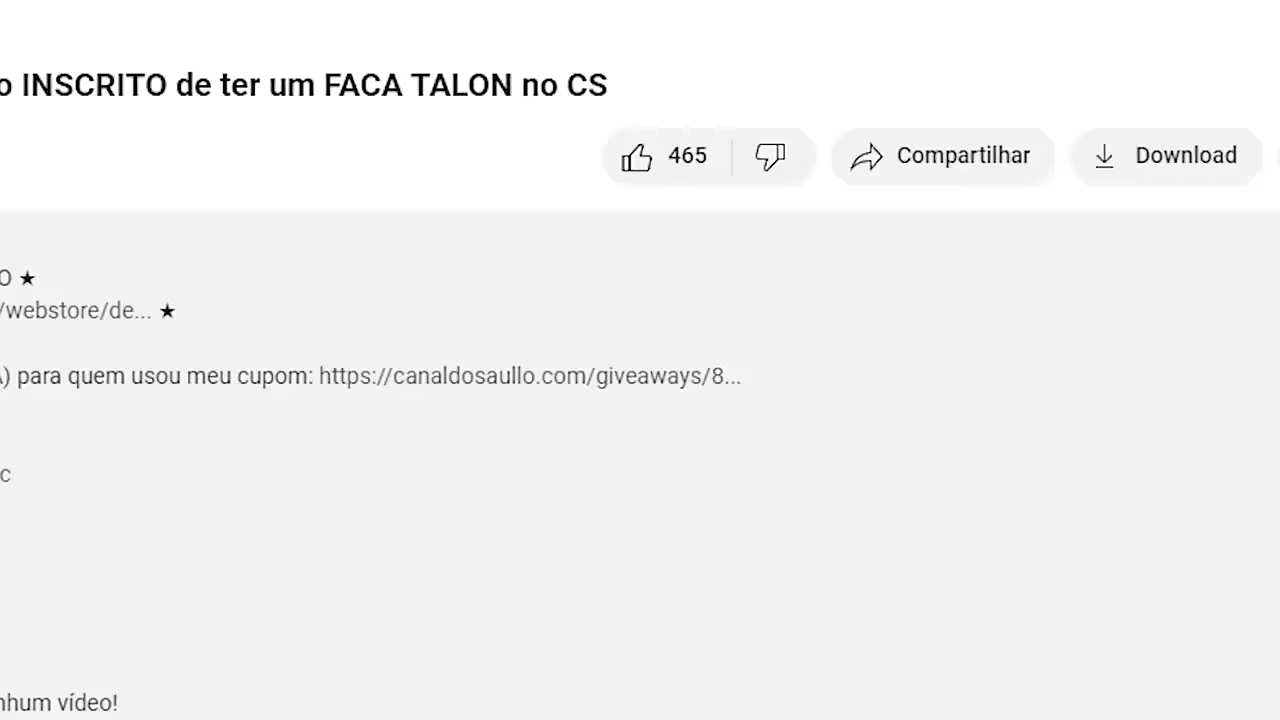 o INSCRITO de ter um FACA TALON no CS
465
Compartilhar
Download
O ★
/webstore/de... ★
) para quem usou meu cupom: https://canaldosaullo.com/giveaways/8...
c
nhum vídeo!